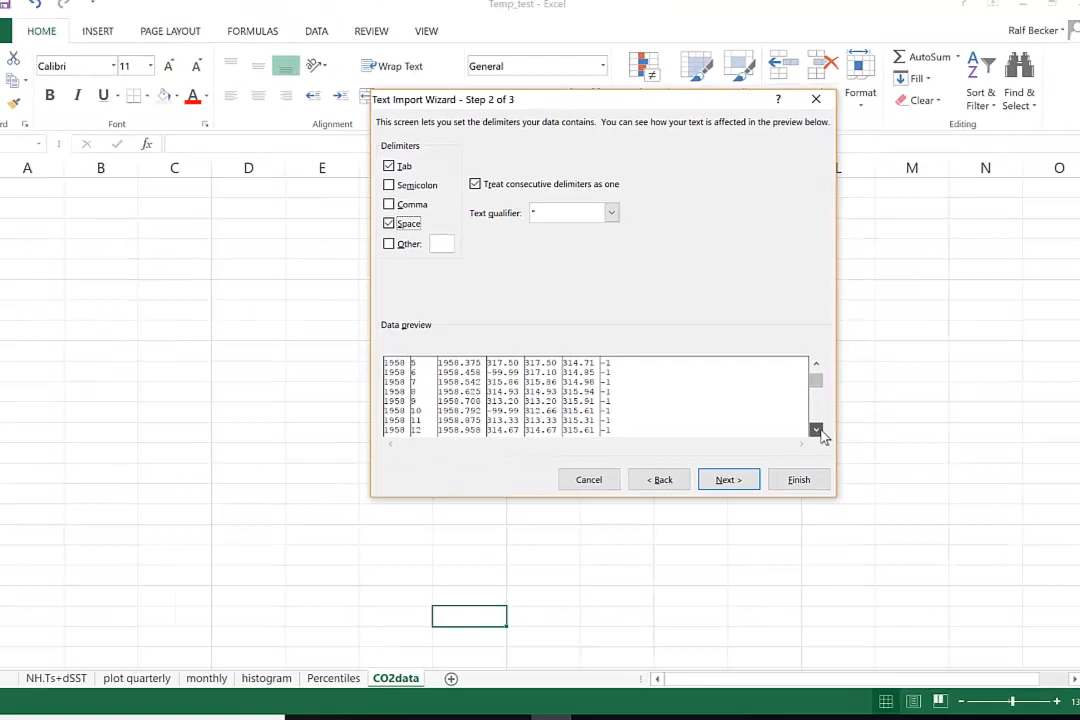 Temp_test - Excel
HOME INSERT PAGE LAYOUT FORMULAS DATA REVIEW VIEW
Ralf Becker
Calibri 11 A A Wrap Text General AutoSum
Fill
Clear
B I U A
Format
Sort & Filter
Find & Select
rd Font Alignment Editing
fx
A B C D E L M N O
Text Import Wizard - Step 2 of 3 ?
This screen lets you set the delimiters your data contains. You can see how your text is affected in the preview below.
Delimiters
Tab
Semicolon
Comma
Space
Other:
Treat consecutive delimiters as one
Text qualifier: "
Data preview
1958 5 1958.375 317.50 317.50 314.71 -1
1958 6 1958.458 -99.99 317.10 314.85 -1
1958 7 1958.542 315.86 315.86 314.98 -1
1958 8 1958.625 314.93 314.93 315.94 -1
1958 9 1958.708 313.20 313.20 315.91 -1
1958 10 1958.792 -99.99 312.66 315.61 -1
1958 11 1958.875 313.33 313.33 315.31 -1
1958 12 1958.958 314.67 314.67 315.61 -1
Cancel < Back Next > Finish
NH.Ts+dSST plot quarterly monthly histogram Percentiles CO2data
13